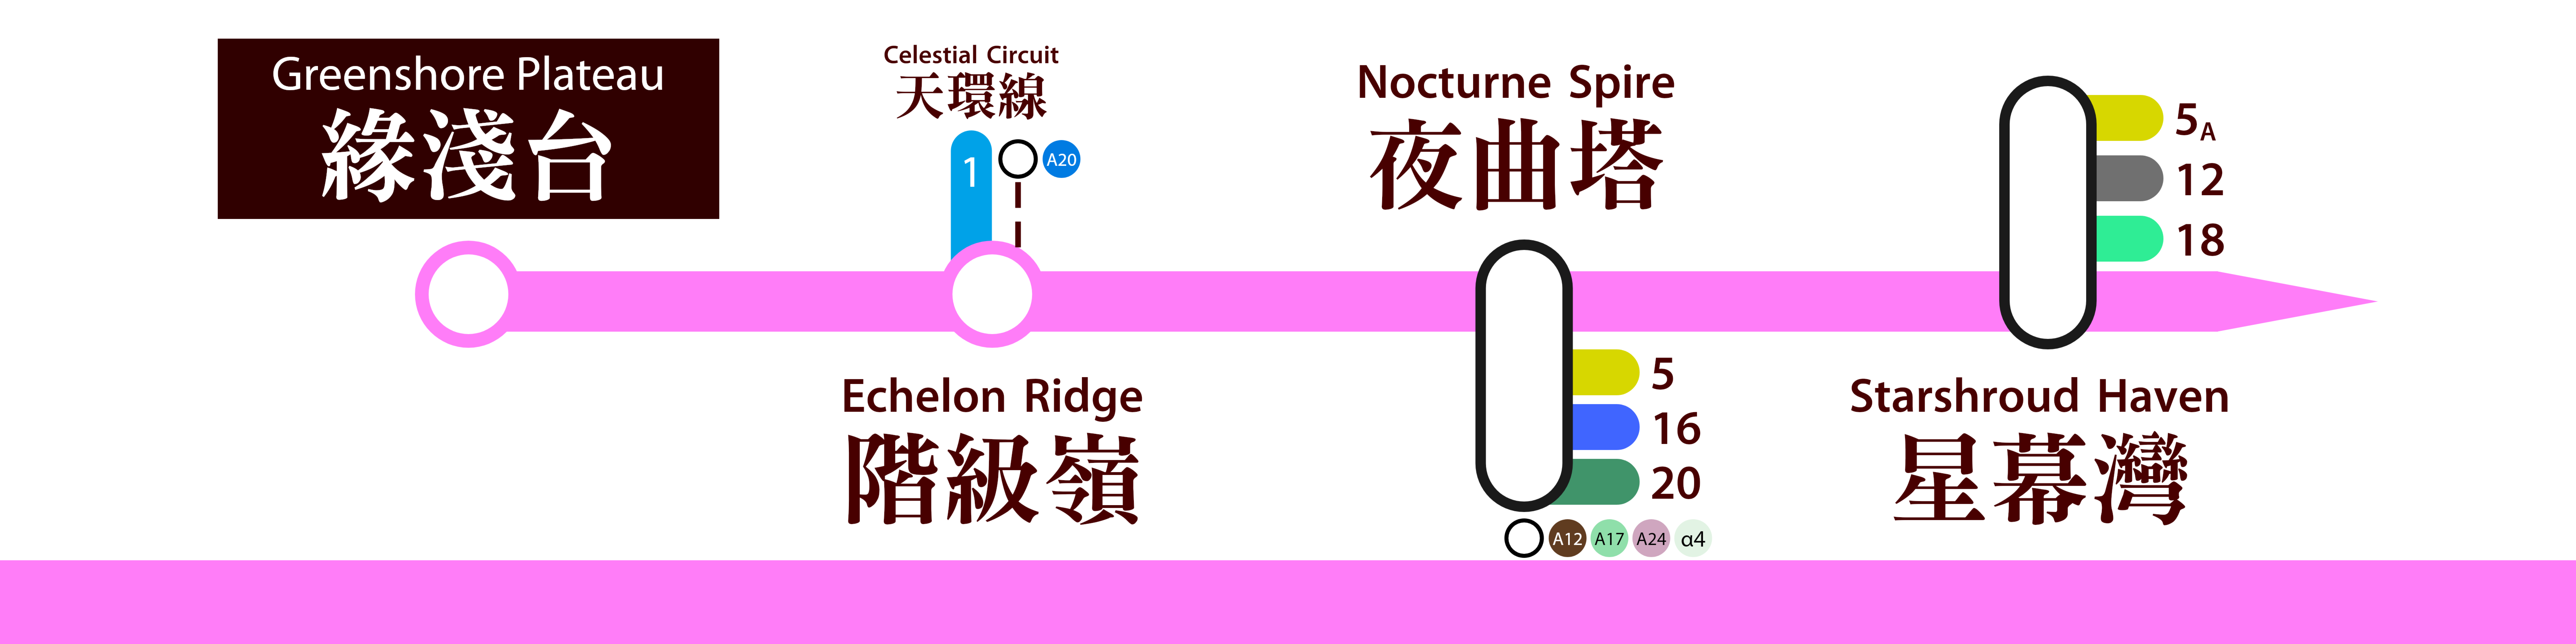 Greenshore Plateau
緣淺台
Celestial Circuit
天環線
1
A20
Echelon Ridge
階級嶺
Nocturne Spire
夜曲塔
5
16
20
A12 A17 A24 α4
5A
12
18
Starshroud Haven
星幕灣